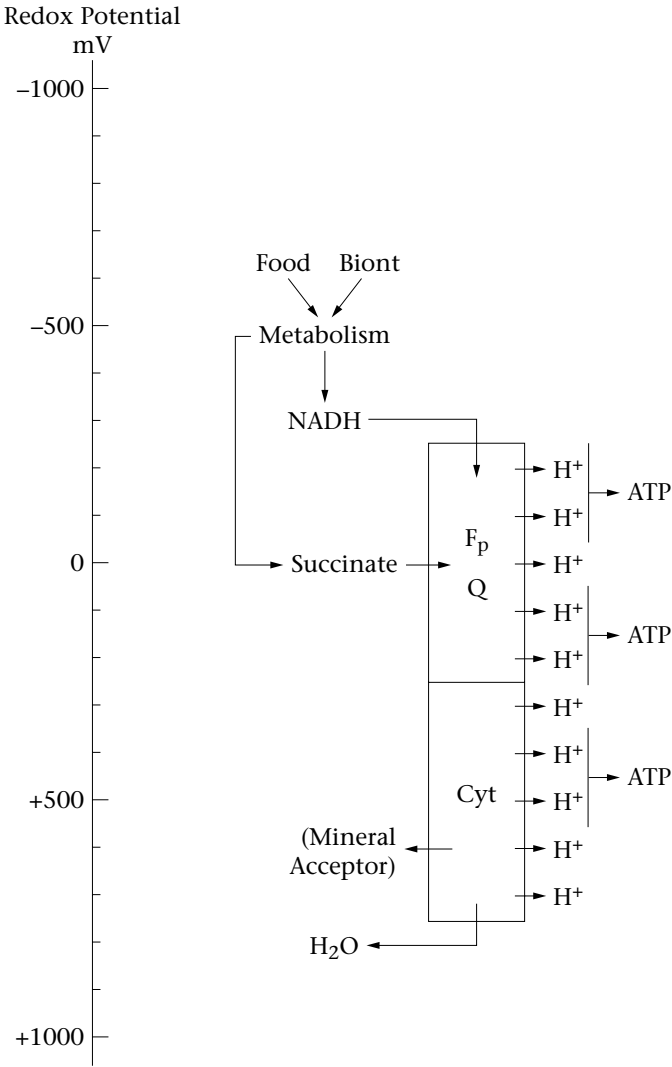 Redox Potential
mV
–1000
Food Biont
–500
Metabolism
NADH
H⁺
ATP
H⁺
Fₚ
0
Succinate
H⁺
Q
H⁺
ATP
H⁺
H⁺
H⁺
ATP
Cyt
+500
H⁺
(Mineral
Acceptor)
H⁺
H⁺
H₂O
+1000